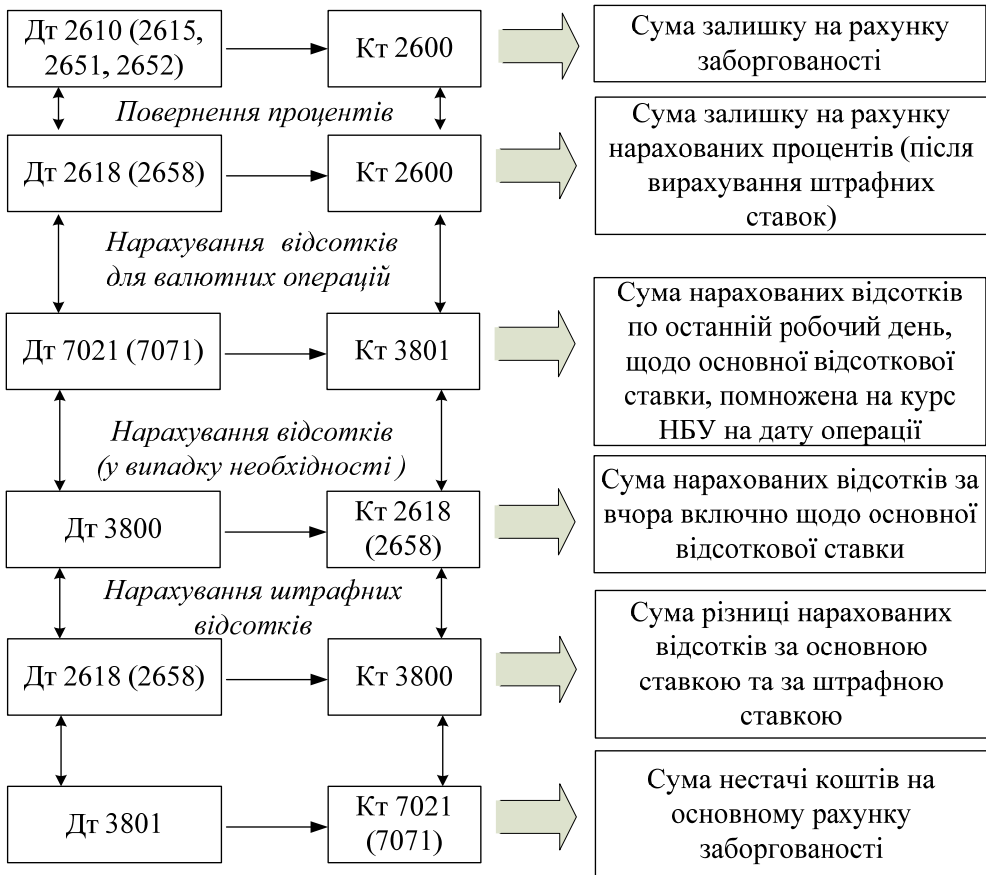 Дт 2610 (2615,
2651, 2652)
Кт 2600
Сума залишку на рахунку
заборгованості
Повернення процентів
Дт 2618 (2658)
Кт 2600
Сума залишку на рахунку
нарахованих процентів (після
вирахування штрафних
ставок)
Нарахування відсотків
для валютних операцій
Дт 7021 (7071)
Кт 3801
Сума нарахованих відсотків
по останній робочий день,
щодо основної відсоткової
ставки, помножена на курс
НБУ на дату операції
Нарахування відсотків
(у випадку необхідності )
Дт 3800
Кт 2618
(2658)
Сума нарахованих відсотків за
вчора включно щодо основної
відсоткової ставки
Нарахування штрафних
відсотків
Дт 2618 (2658)
Кт 3800
Сума різниці нарахованих
відсотків за основною
ставкою та за штрафною
ставкою
Дт 3801
Кт 7021
(7071)
Сума нестачі коштів на
основному рахунку
заборгованості